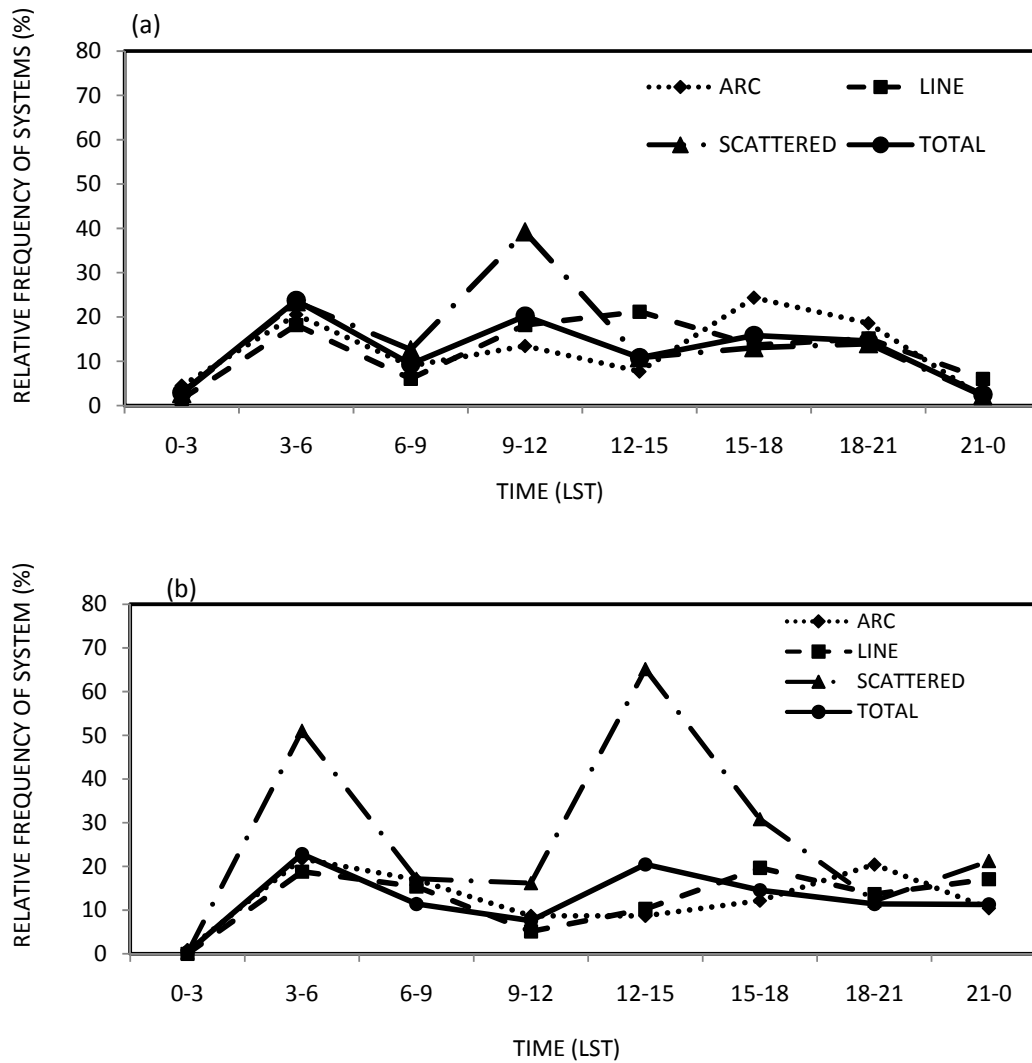 (a)
RELATIVE FREQUENCY OF SYSTEMS (%)
80
70
60
50
40
30
20
10
0
ARC
LINE
SCATTERED
TOTAL
0-3 3-6 6-9 9-12 12-15 15-18 18-21 21-0
TIME (LST)
(b)
RELATIVE FREQUENCY OF SYSTEM (%)
80
70
60
50
40
30
20
10
0
ARC
LINE
SCATTERED
TOTAL
0-3 3-6 6-9 9-12 12-15 15-18 18-21 21-0
TIME (LST)